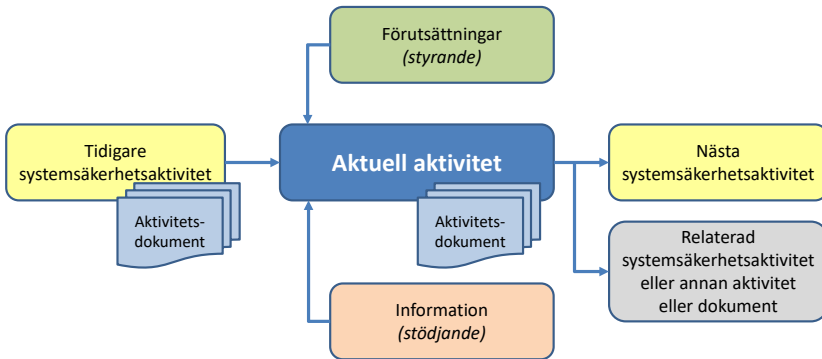 Förutsättningar
(styrande)
Tidigare
systemsäkerhetsaktivitet
Aktivitets-
dokument
Aktuell aktivitet
Aktivitets-
dokument
Nästa
systemsäkerhetsaktivitet
Relaterad
systemsäkerhetsaktivitet
eller annan aktivitet
eller dokument
Information
(stödjande)